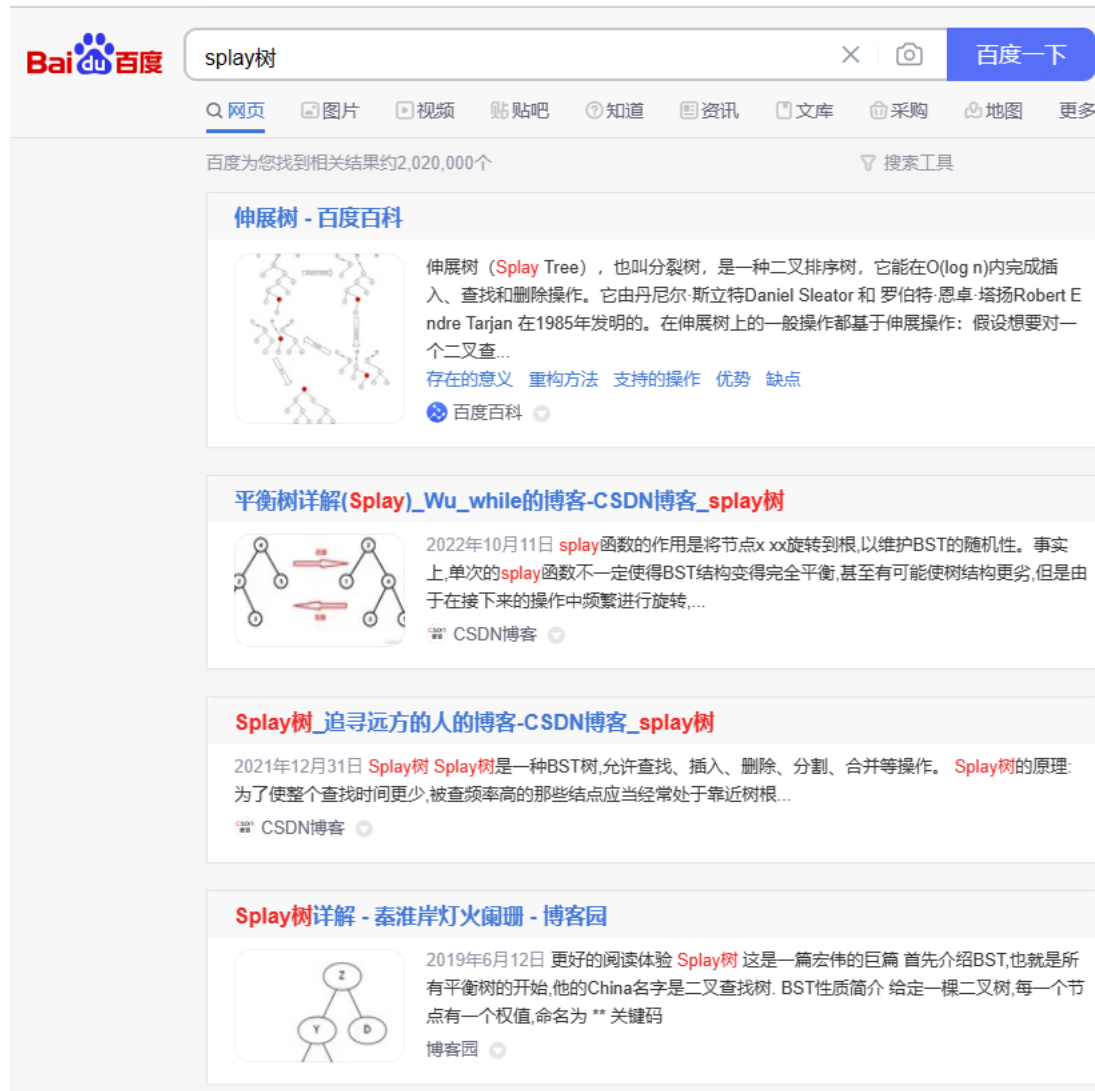 Bai du 百度
splay树
百度一下
网页 图片 视频 贴吧 知道 资讯 文库 采购 地图 更多
百度为您找到相关结果约2,020,000个 搜索工具
伸展树 - 百度百科
伸展树（Splay Tree），也叫分裂树，是一种二叉排序树，它能在O(log n)内完成插
入、查找和删除操作。它由丹尼尔·斯立特Daniel Sleator 和 罗伯特·恩卓·塔扬Robert E
ndre Tarjan 在1985年发明的。在伸展树上的一般操作都基于伸展操作：假设想要对一
个二叉查...
存在的意义 重构方法 支持的操作 优势 缺点
百度百科
平衡树详解(Splay)_Wu_while的博客-CSDN博客_splay树
2022年10月11日 splay函数的作用是将节点x xx旋转到根,以维护BST的随机性。事实
上,单次的splay函数不一定使得BST结构变得完全平衡,甚至有可能使树结构更劣,但是由
于在接下来的操作中频繁进行旋转,...
CSDN博客
Splay树_追寻远方的人的博客-CSDN博客_splay树
2021年12月31日 Splay树 Splay树是一种BST树,允许查找、插入、删除、分割、合并等操作。 Splay树的原理:
为了使整个查找时间更少,被查频率高的那些结点应当经常处于靠近树根...
CSDN博客
Splay树详解 - 秦淮岸灯火阑珊 - 博客园
2019年6月12日 更好的阅读体验 Splay树 这是一篇宏伟的巨篇 首先介绍BST,也就是所
有平衡树的开始,他的China名字是二叉查找树. BST性质简介 给定一棵二叉树,每一个节
点有一个权值,命名为 ** 关键码
Z
Y D
博客园